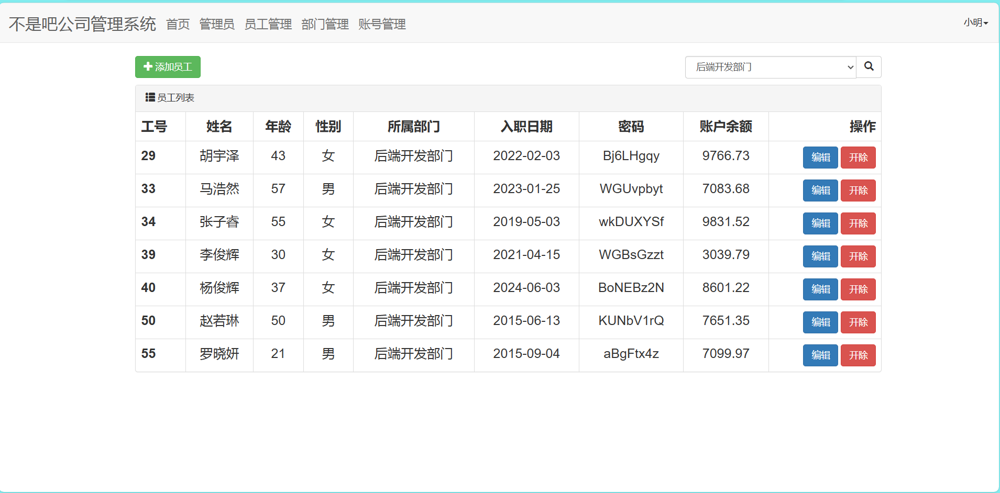 不是吧公司管理系统 首页 管理员 员工管理 部门管理 账号管理 小明
添加员工 后端开发部门
员工列表
工号 姓名 年龄 性别 所属部门 入职日期 密码 账户余额 操作
29 胡宇泽 43 女 后端开发部门 2022-02-03 Bj6LHgqy 9766.73 编辑 开除
33 马浩然 57 男 后端开发部门 2023-01-25 WGUvpbyt 7083.68 编辑 开除
34 张子睿 55 女 后端开发部门 2019-05-03 wkDUXYSf 9831.52 编辑 开除
39 李俊辉 30 女 后端开发部门 2021-04-15 WGBsGzzt 3039.79 编辑 开除
40 杨俊辉 37 女 后端开发部门 2024-06-03 BoNEBz2N 8601.22 编辑 开除
50 赵若琳 50 男 后端开发部门 2015-06-13 KUNbV1rQ 7651.35 编辑 开除
55 罗晓妍 21 男 后端开发部门 2015-09-04 aBgFtx4z 7099.97 编辑 开除